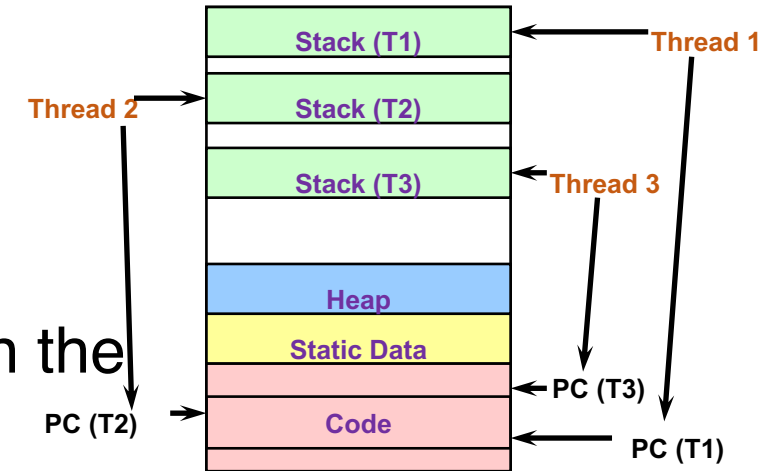 Stack (T1)
Thread 1
Thread 2
Stack (T2)
Stack (T3)
Thread 3
Heap
the
Static Data
PC (T3)
PC (T2)
Code
PC (T1)